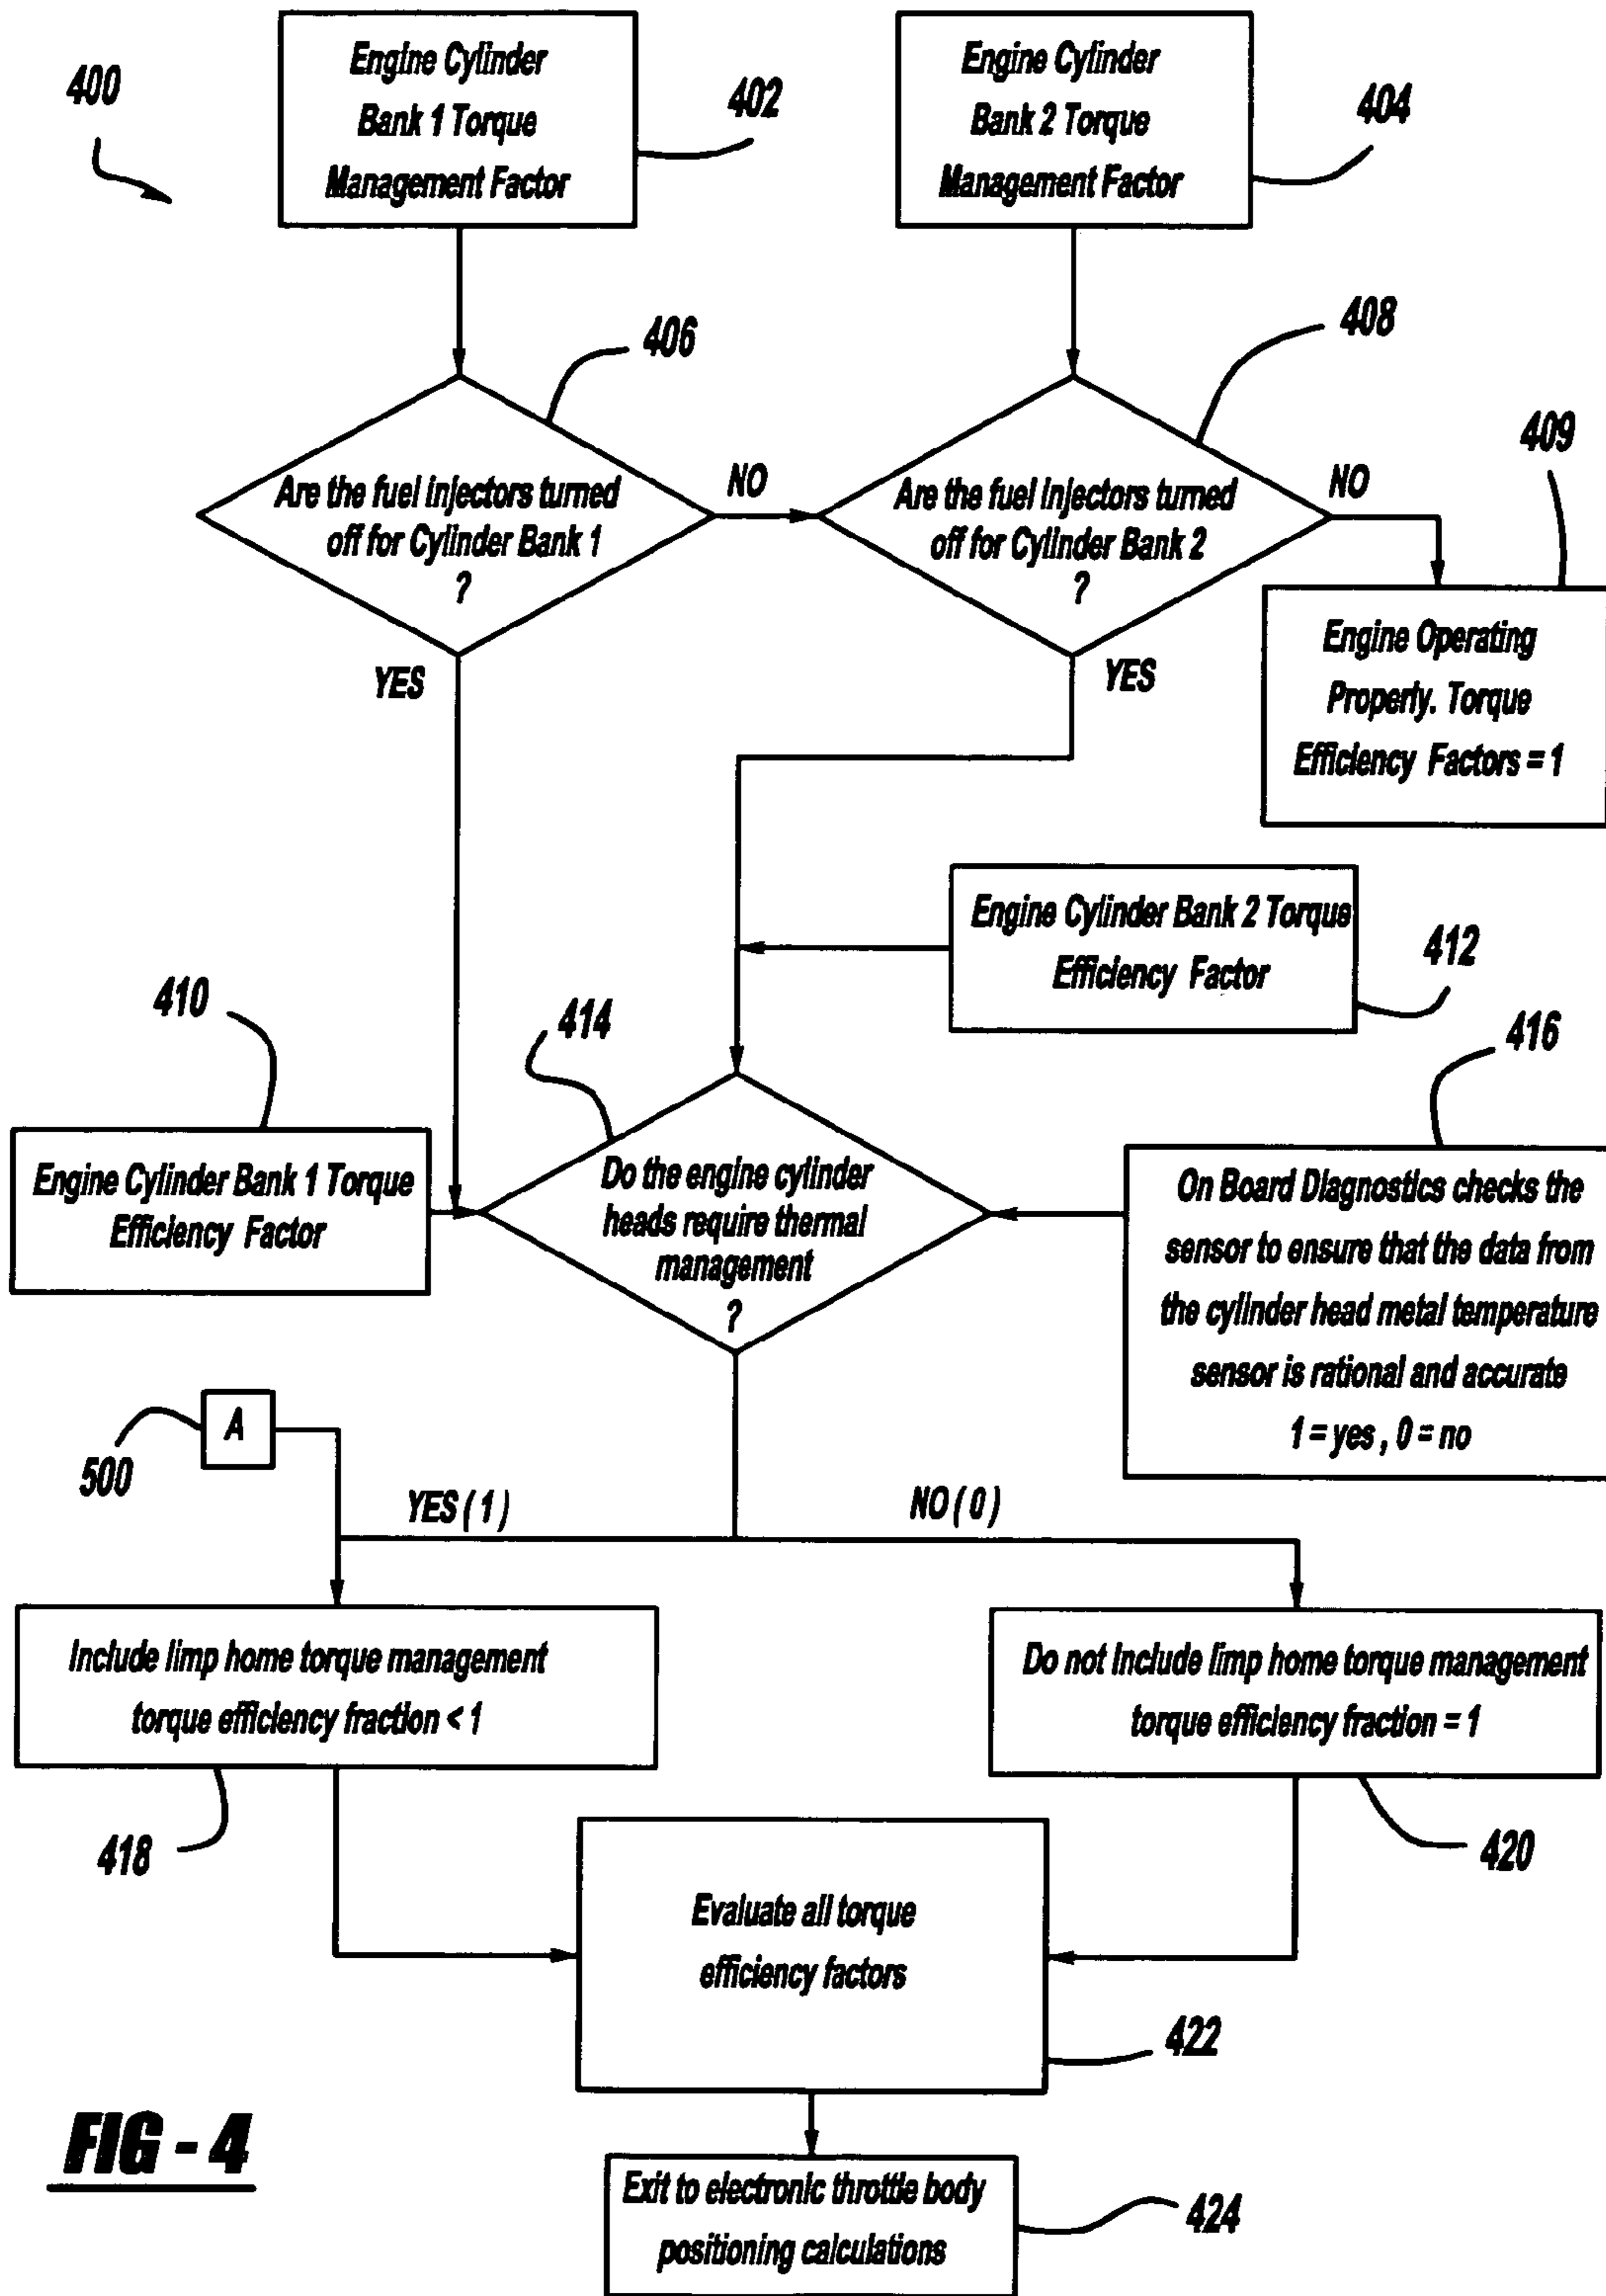 400
Engine Cylinder
Bank 1 Torque
Management Factor
402
Engine Cylinder
Bank 2 Torque
Management Factor
404
406
408
409
Are the fuel injectors turned
off for Cylinder Bank 1
?
NO
Are the fuel injectors turned
off for Cylinder Bank 2
?
NO
YES
YES
Engine Operating
Properly. Torque
Efficiency Factors = 1
Engine Cylinder Bank 2 Torque
Efficiency Factor
412
410
414
416
Engine Cylinder Bank 1 Torque
Efficiency Factor
Do the engine cylinder
heads require thermal
management
?
On Board Diagnostics checks the
sensor to ensure that the data from
the cylinder head metal temperature
sensor is rational and accurate
1 = yes , 0 = no
A
500
YES ( 1 )
NO ( 0 )
Include limp home torque management
torque efficiency fraction < 1
Do not include limp home torque management
torque efficiency fraction = 1
418
420
Evaluate all torque
efficiency factors
422
FIG - 4
Exit to electronic throttle body
positioning calculations
424